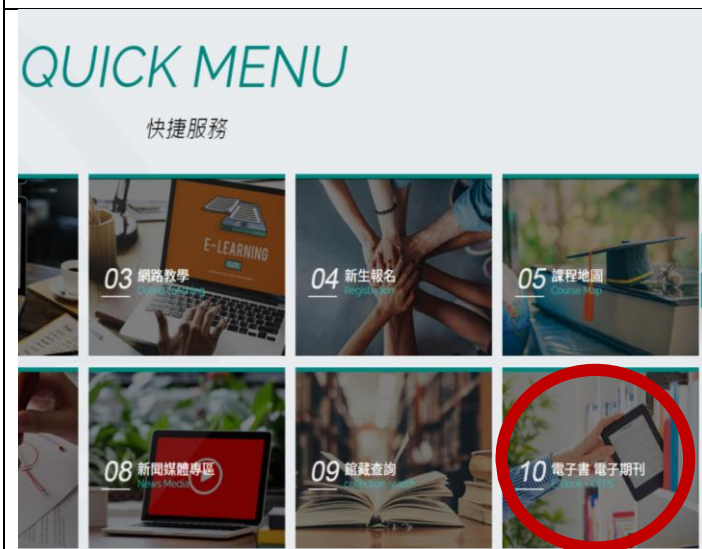 QUICK MENU
快捷服務
E-LEARNING
03 網路教學
04 新生報名
Registration
05 課程地圖
Course Map
08 新聞媒體專區
News Media
09 館藏查詢
collection search
10 電子書 電子期刊